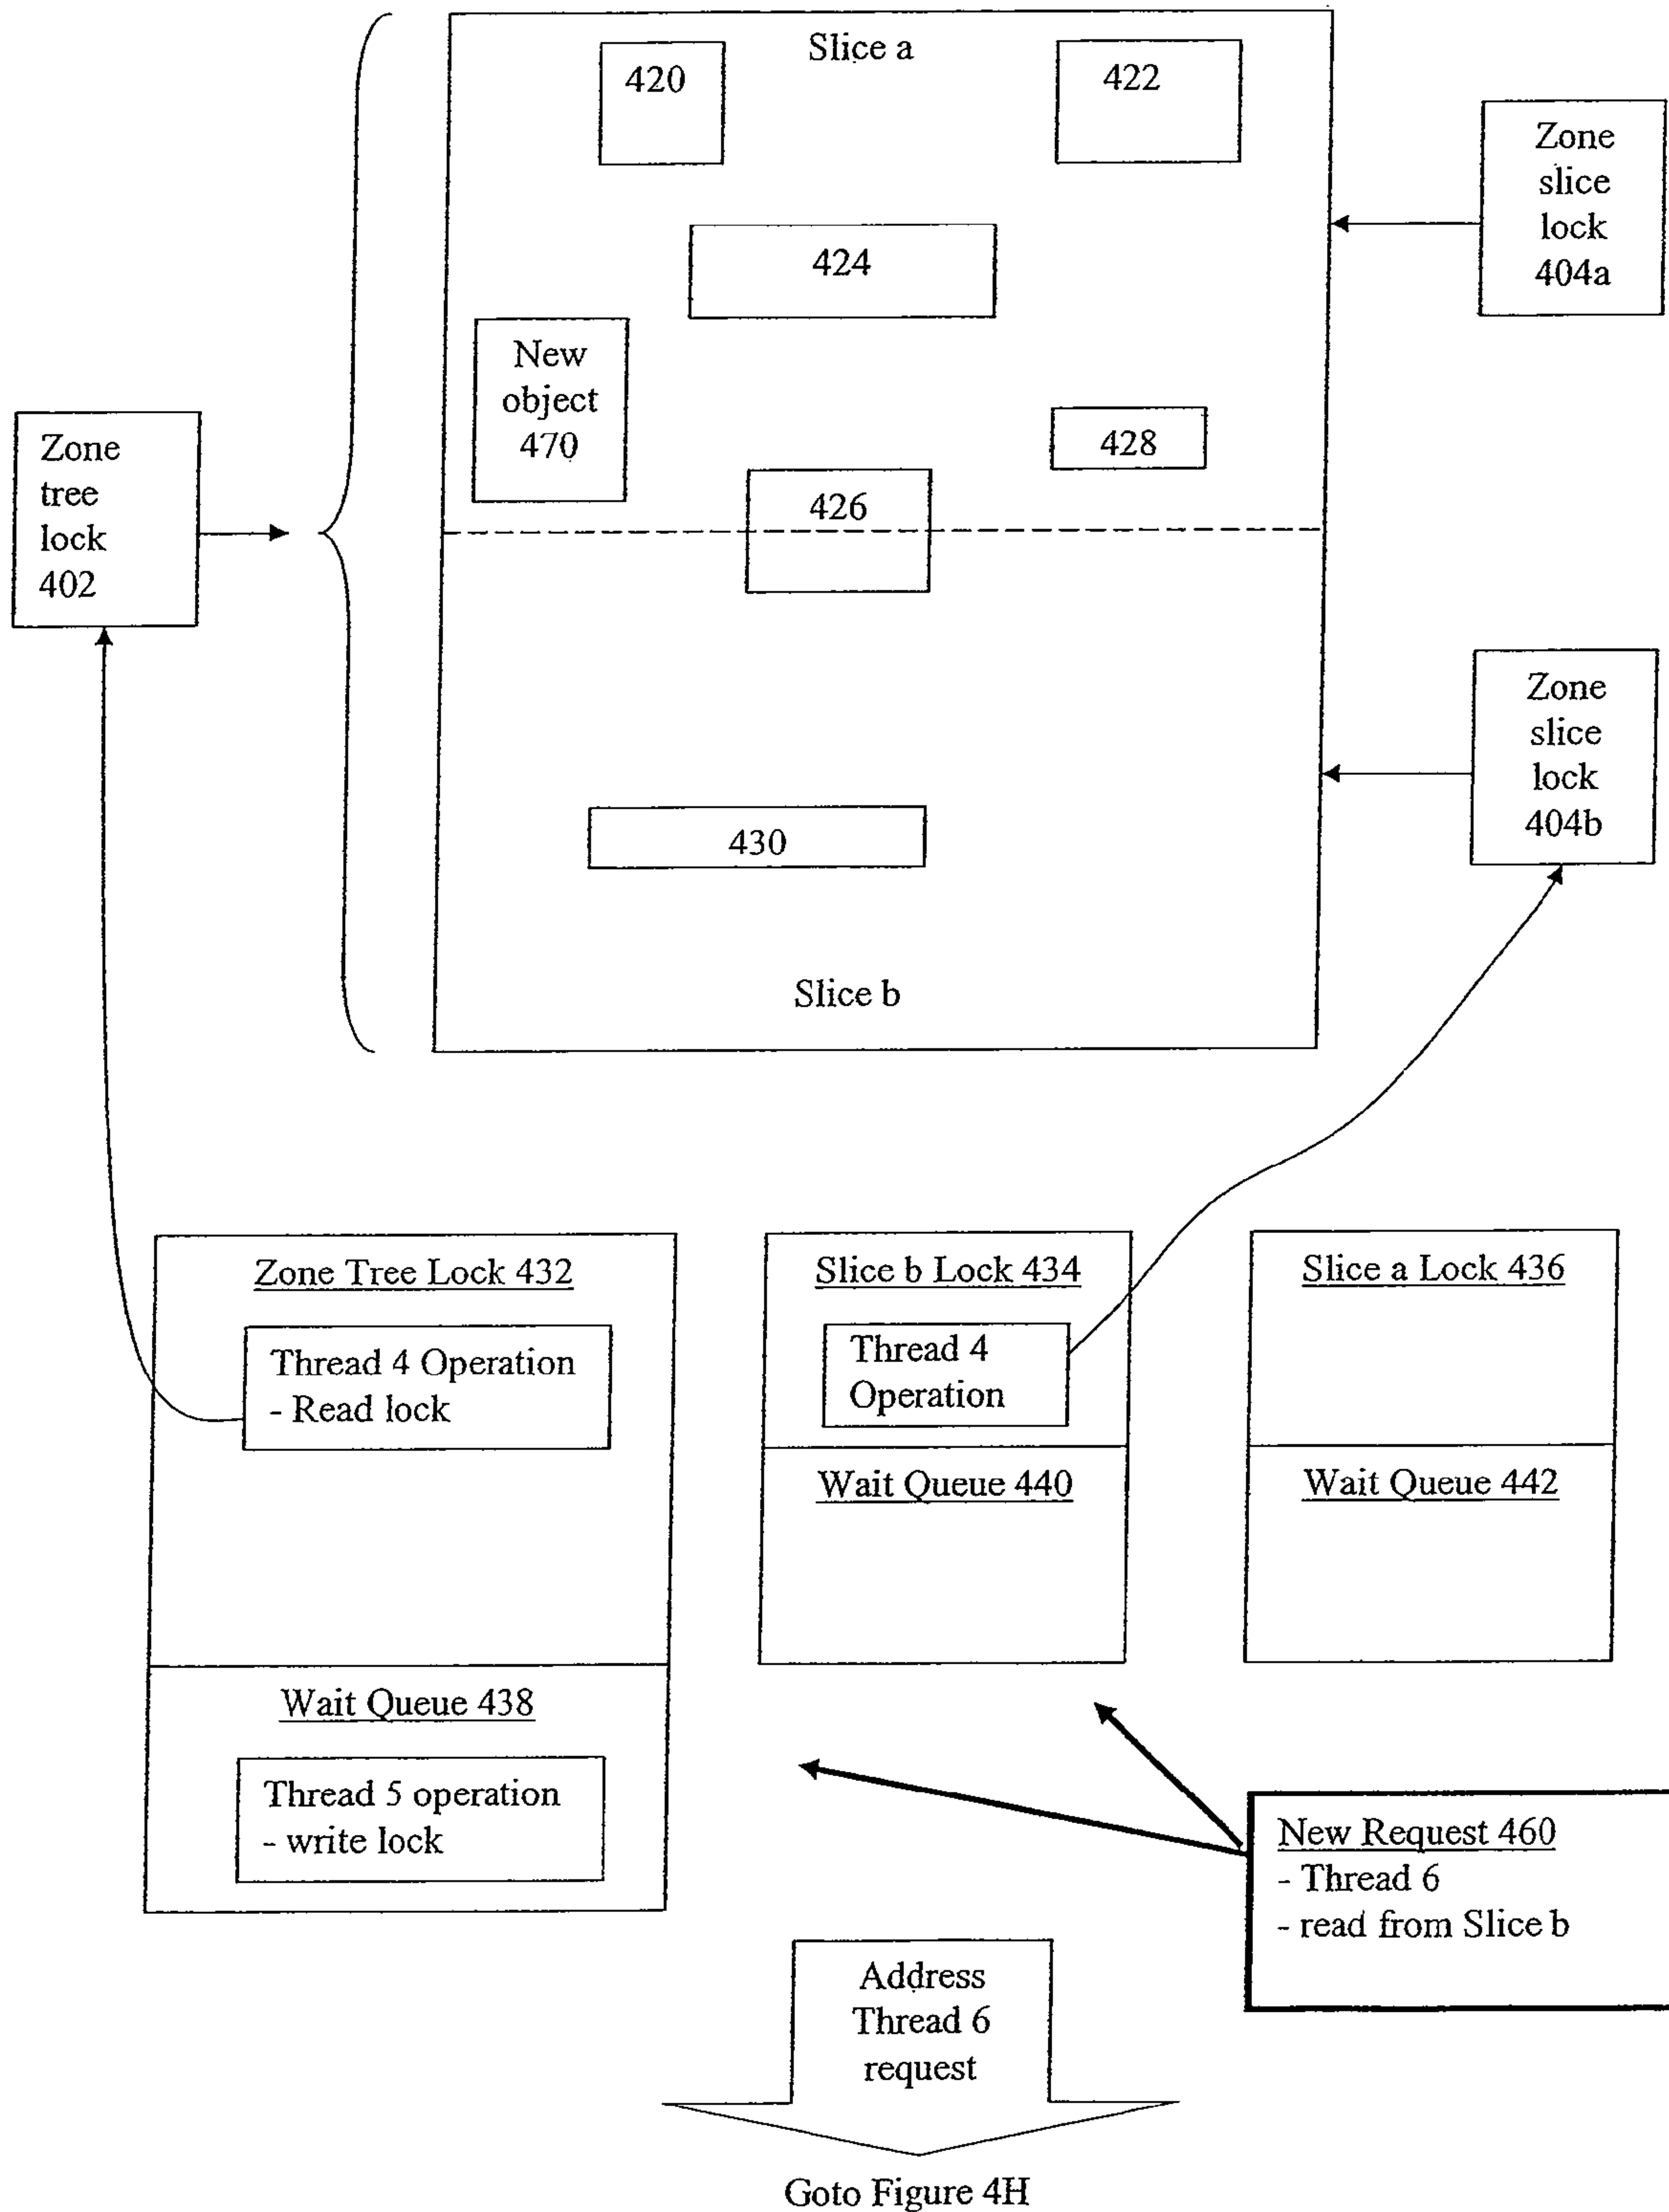 Slice a
420
422
Zone
slice
lock
404a
424
New
object
470
428
Zone
tree
lock
402
426
Zone
slice
lock
404b
430
Slice b
Zone Tree Lock 432
Thread 4 Operation
- Read lock
Wait Queue 438
Thread 5 operation
- write lock
Slice b Lock 434
Thread 4
Operation
Wait Queue 440
Slice a Lock 436
Wait Queue 442
New Request 460
- Thread 6
- read from Slice b
Address
Thread 6
request
Goto Figure 4H